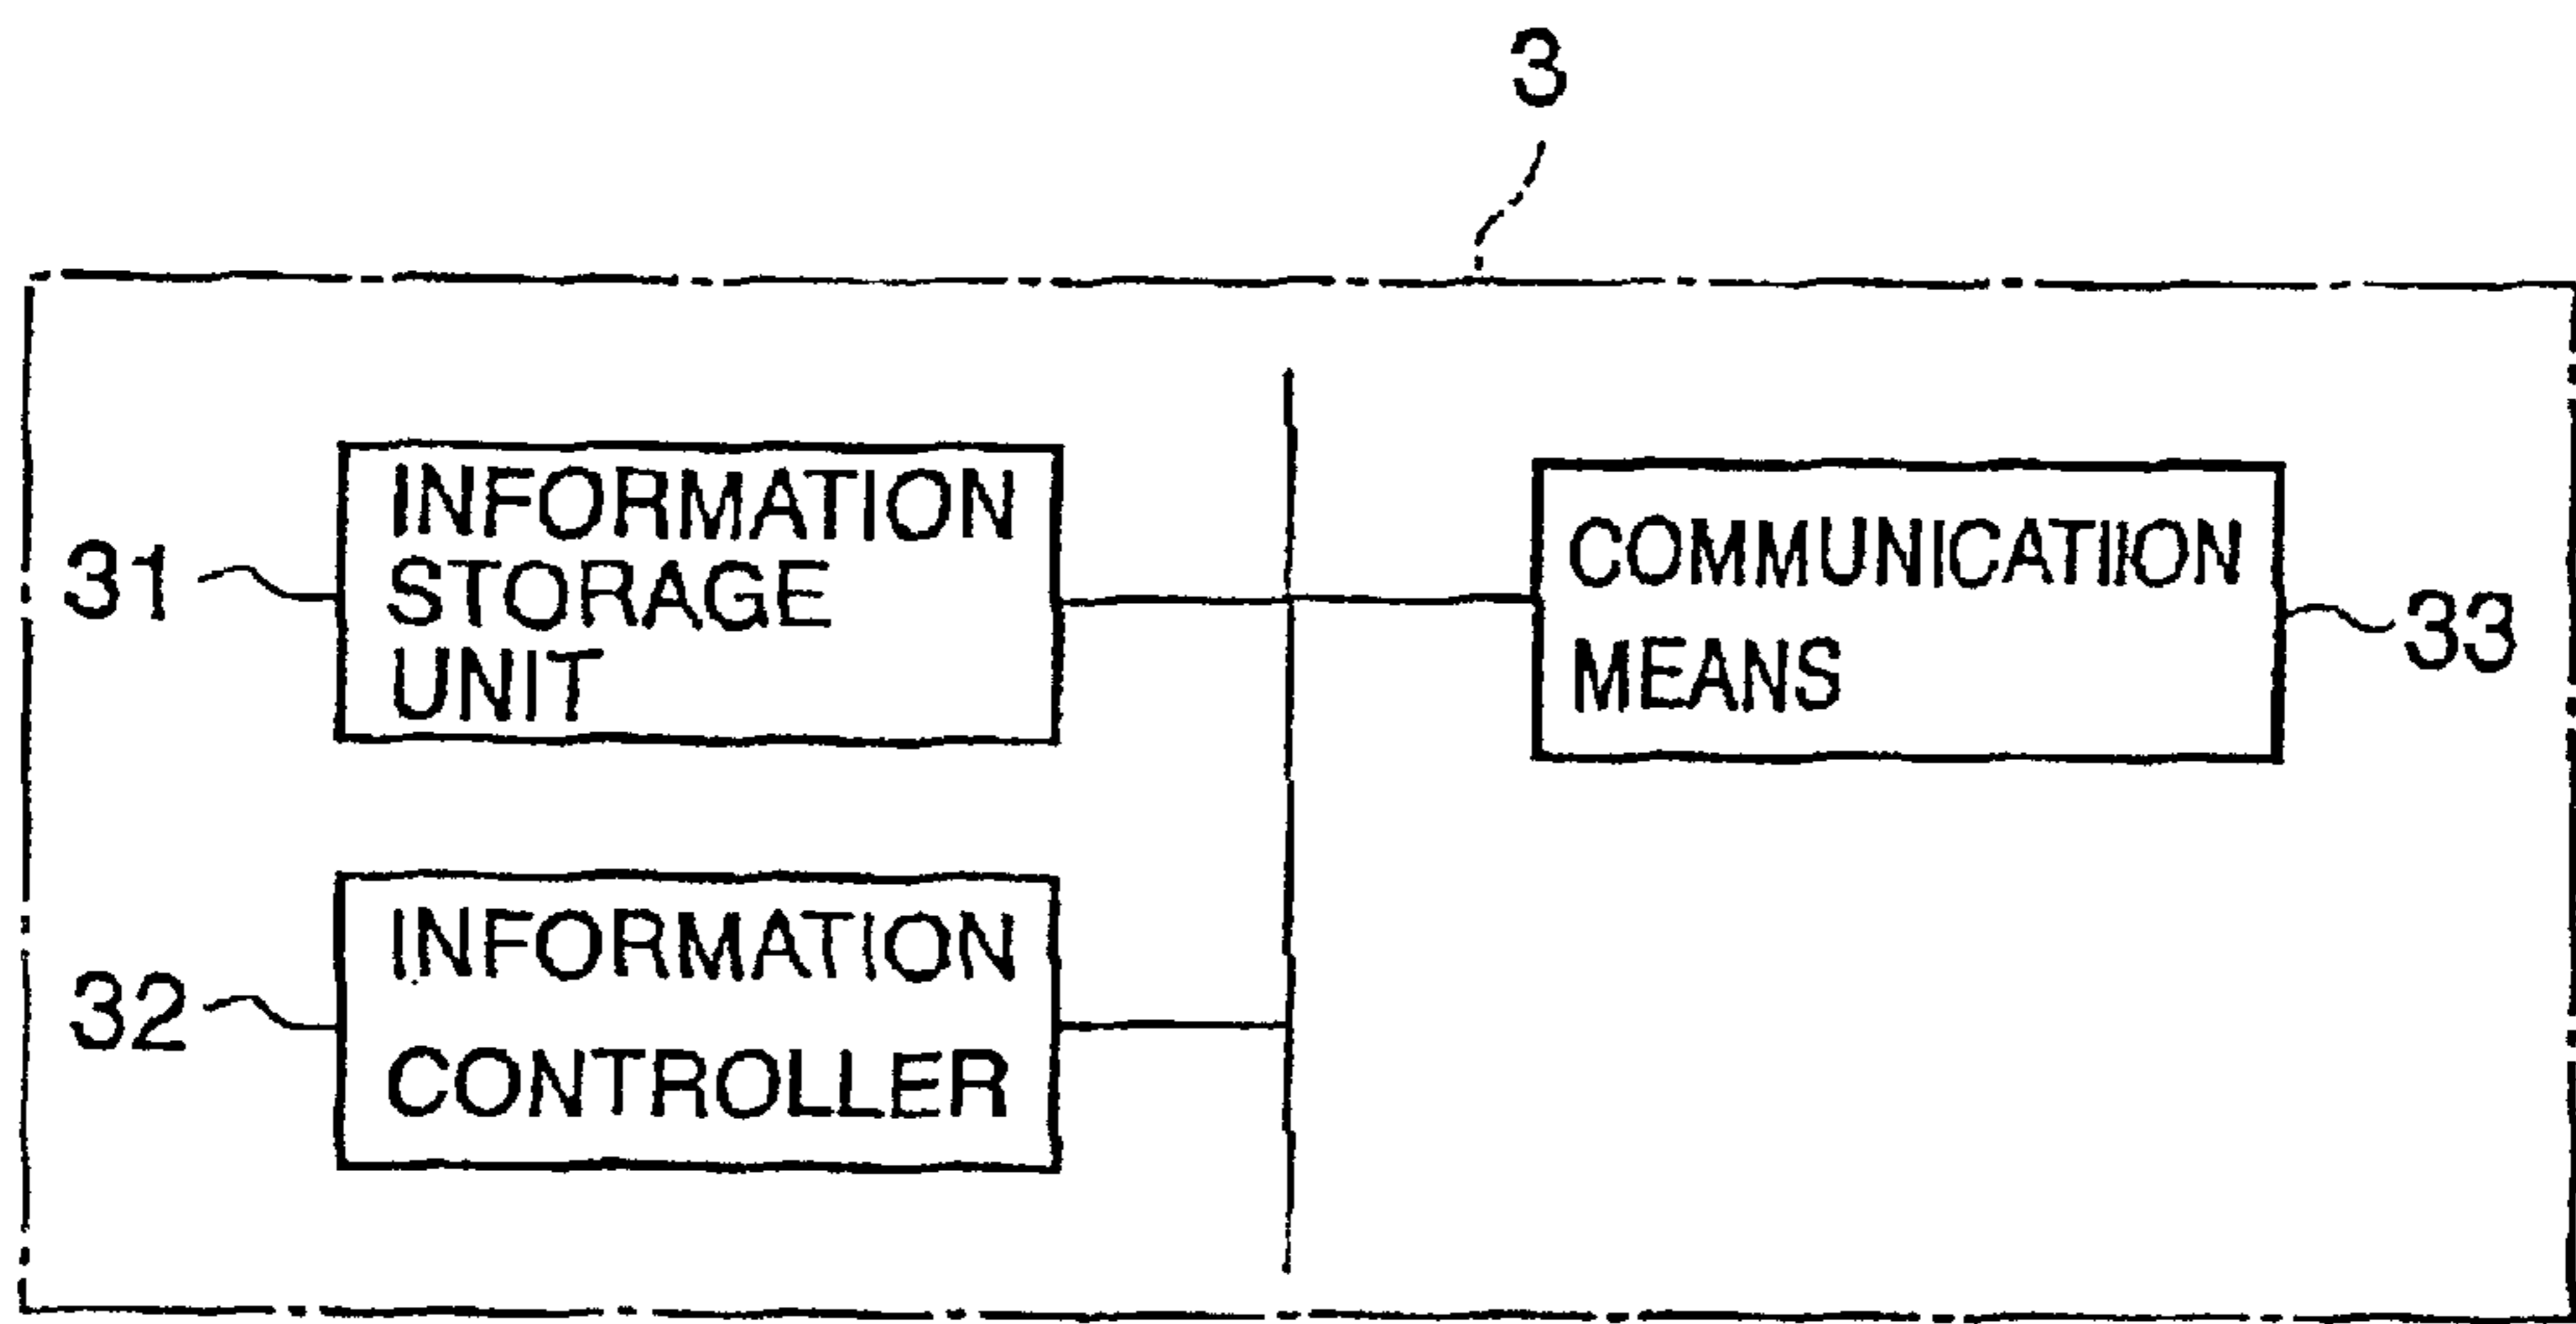 3
31
INFORMATION
STORAGE
UNIT
COMMUNICATIION
MEANS
33
32
INFORMATION
CONTROLLER